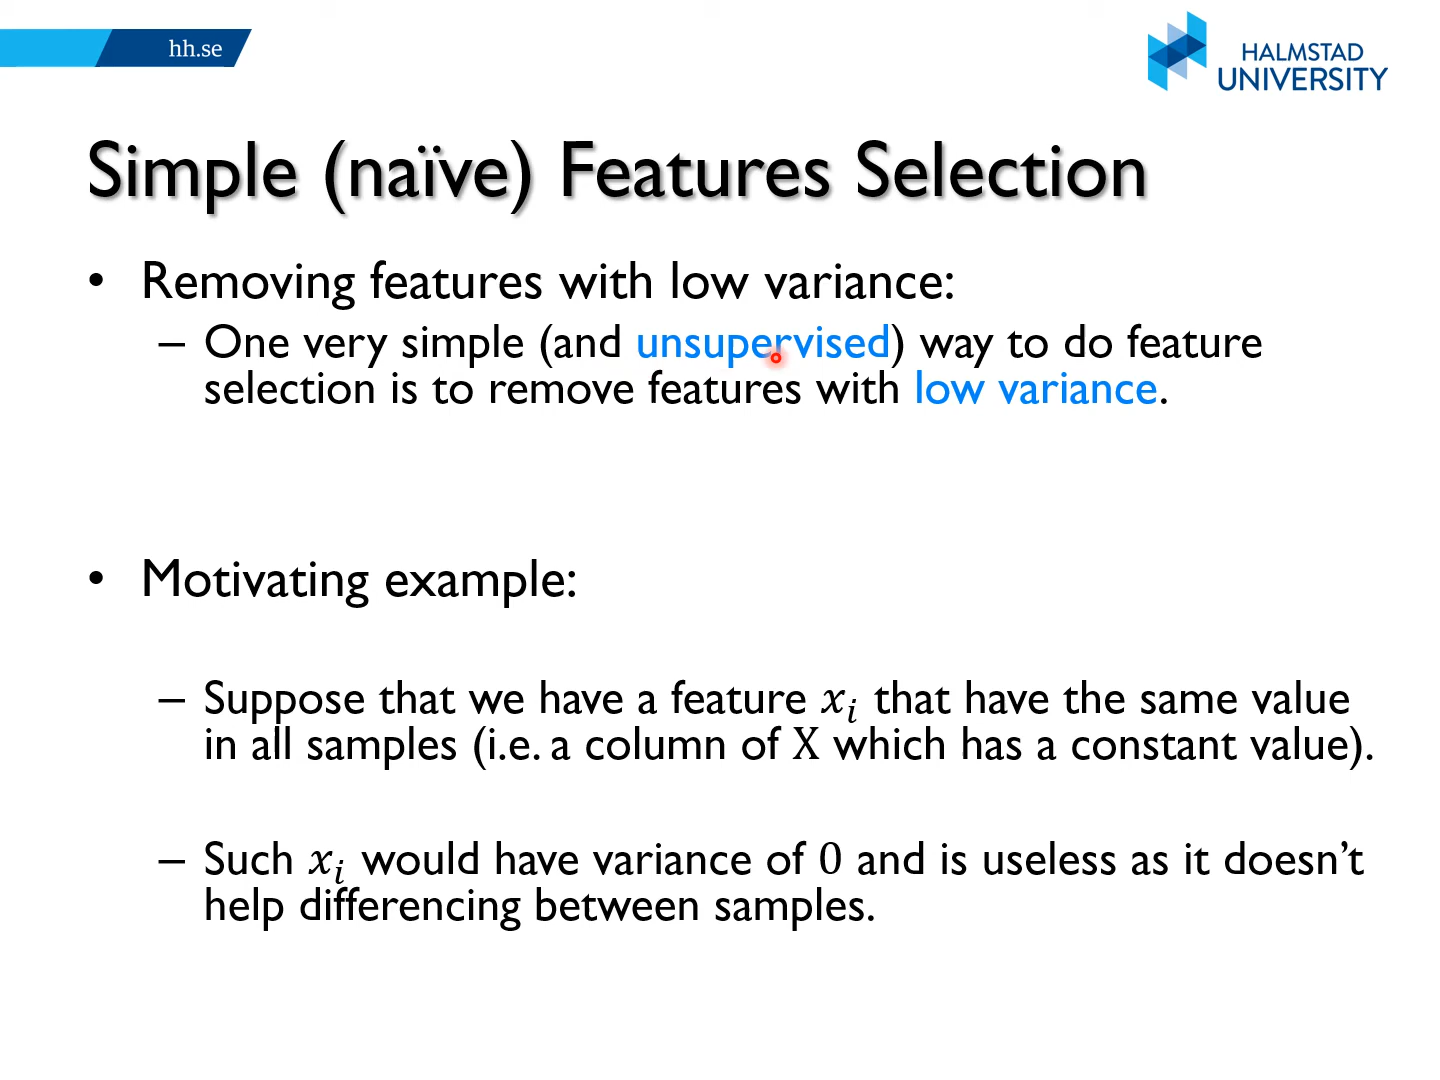 hh.se
HALMSTAD
UNIVERSITY
Simple (naïve) Features Selection
• Removing features with low variance:
– One very simple (and unsupervised) way to do feature
selection is to remove features with low variance.
• Motivating example:
– Suppose that we have a feature xᵢ that have the same value
in all samples (i.e. a column of X which has a constant value).
– Such xᵢ would have variance of 0 and is useless as it doesn’t
help differencing between samples.